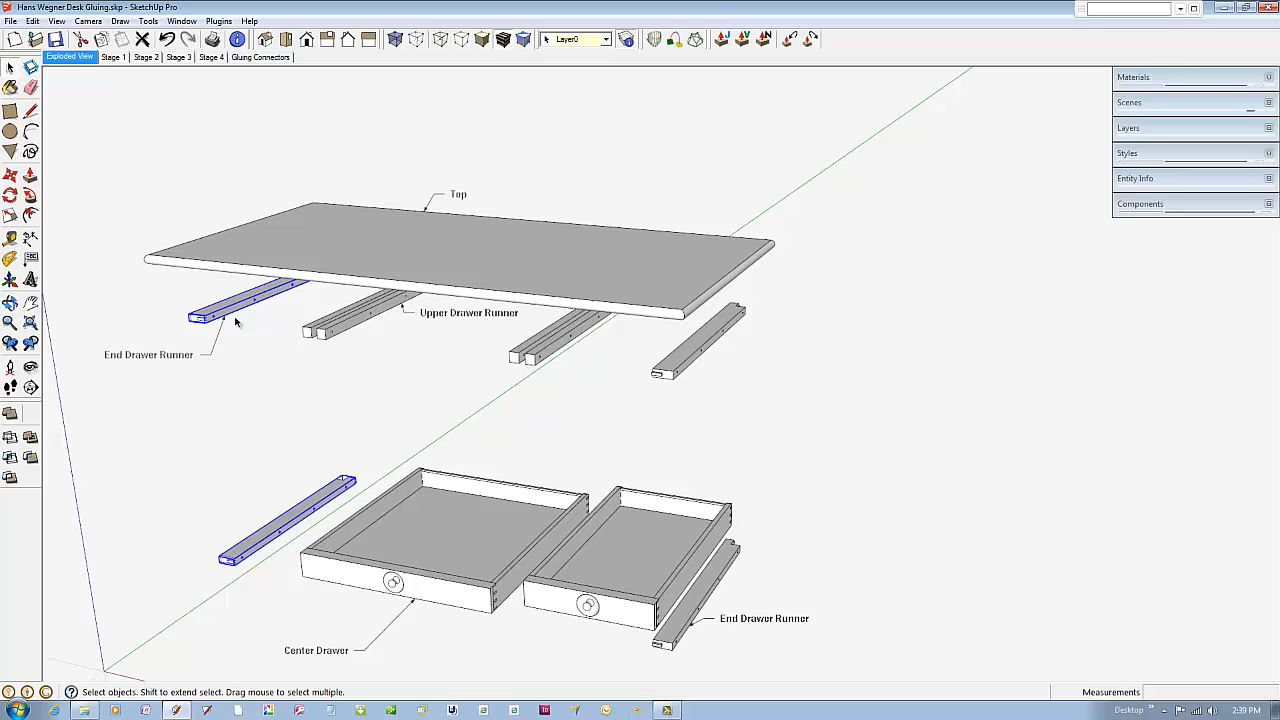 Hans Wegner Desk Gluing.skp - SketchUp Pro
File Edit View Camera Draw Tools Window Plugins Help
Layer0
Exploded View Stage 1 Stage 2 Stage 3 Stage 4 Gluing Connectors
Materials
Scenes
Layers
Styles
Entity Info
Components
Top
Upper Drawer Runner
End Drawer Runner
End Drawer Runner
Center Drawer
Select objects. Shift to extend select. Drag mouse to select multiple.
Measurements
Desktop
2:39 PM